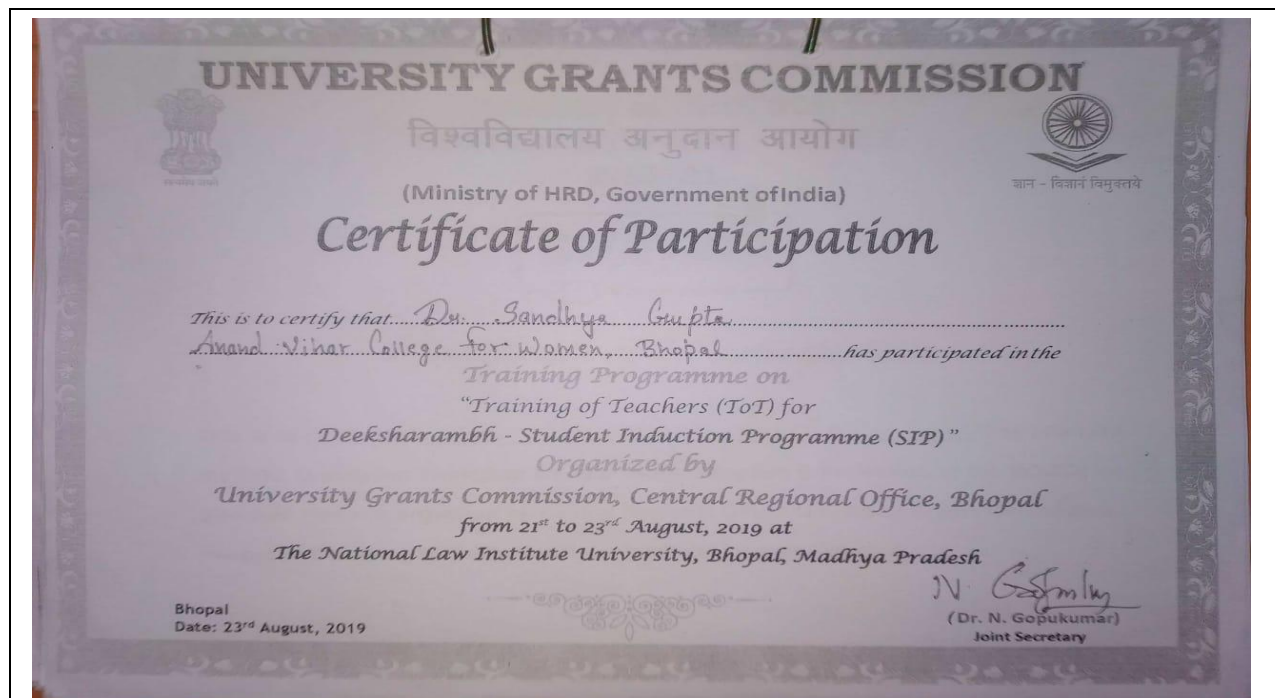 UNIVERSITY GRANTS COMMISSION
विश्वविद्यालय अनुदान आयोग
ज्ञान - विज्ञानं विमुक्तये
(Ministry of HRD, Government ofIndia)
Certificate of Participation
This is to certify that Dr. Sandhya Gupta
Anand Vihar College for Women, Bhopal has participated in the
Training Programme on
"Training of Teachers (ToT) for
Deeksharambh - Student Induction Programme (SIP)"
Organized by
University Grants Commission, Central Regional Office, Bhopal
from 21st to 23rd August, 2019 at
The National Law Institute University, Bhopal, Madhya Pradesh
Bhopal
Date: 23rd August, 2019
(Dr. N. Gopukumar)
Joint Secretary